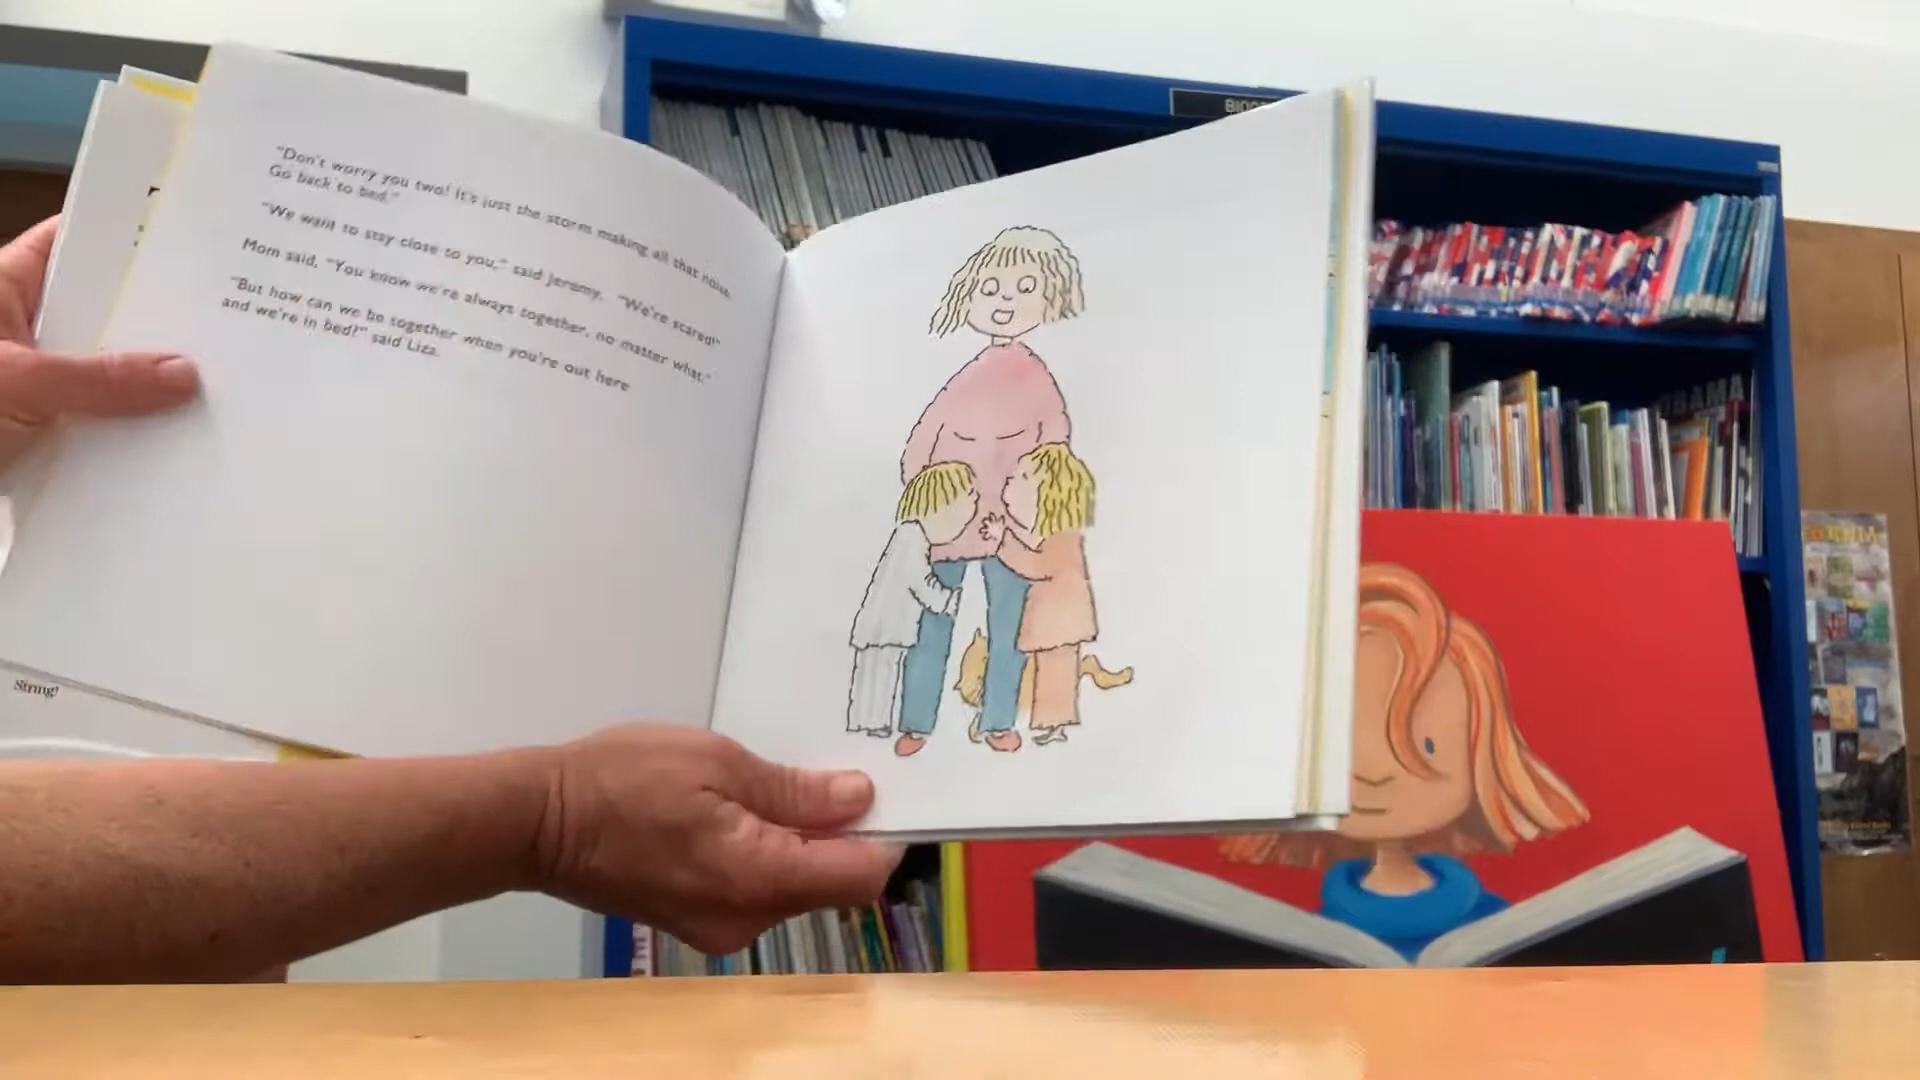 "Don't worry you two! It's just the storm making all that noise.
Go back to bed."
"We want to stay close to you," said Jeremy. "We're scared!"
Mom said, "You know we're always together, no matter what."
"But how can we be together when you're out here
and we're in bed?" said Liza.
String!
BIOG
OBAMA